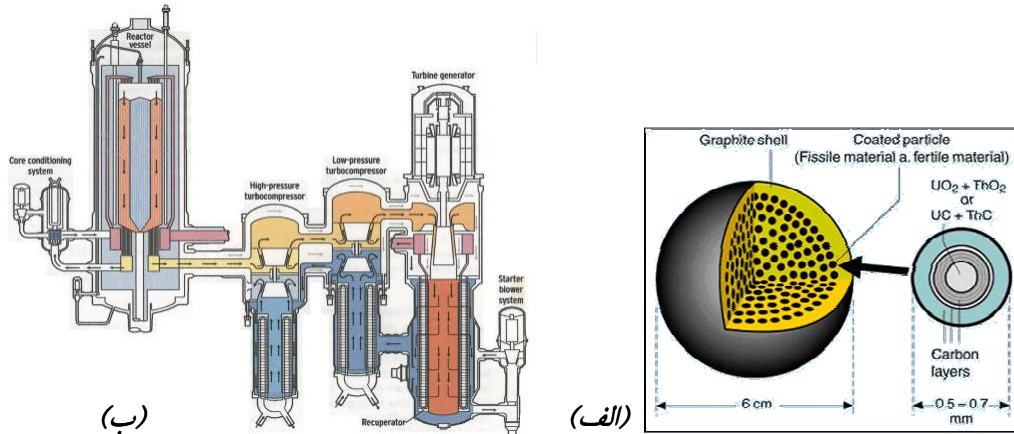 Reactor
vessel
Turbine generator
Core conditioning
system
Low-pressure
turbocompressor
High-pressure
turbocompressor
Starter
blower
system
Recuperator
(ب)
Graphite shell
Coated particle
(Fissile material a. fertile material)
UO₂ + ThO₂
or
UC + ThC
Carbon
layers
6 cm
0.5 – 0.7
mm
(الف)